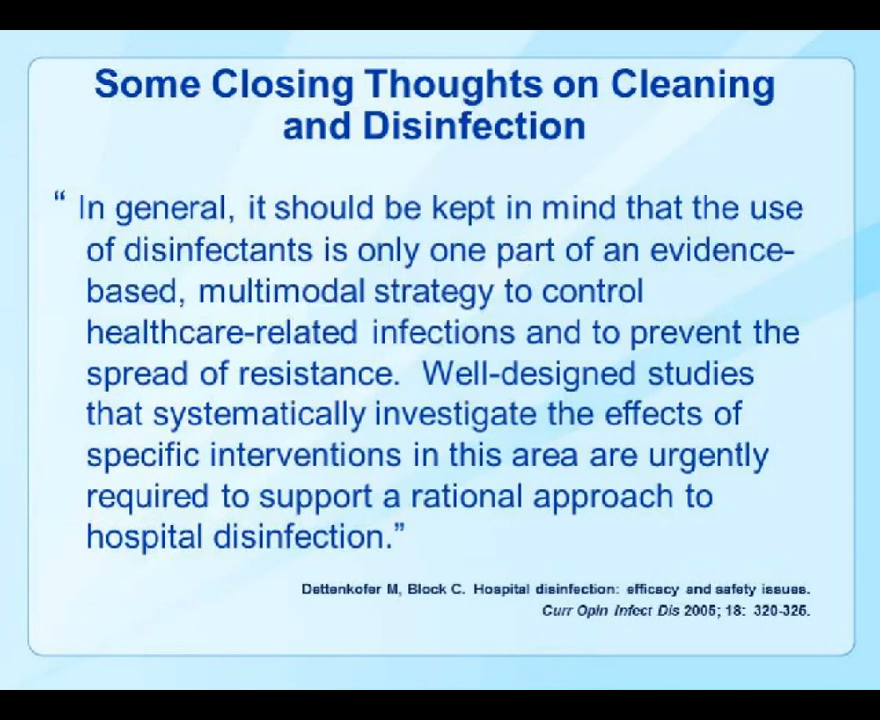 Some Closing Thoughts on Cleaning
and Disinfection
“ In general, it should be kept in mind that the use
of disinfectants is only one part of an evidence-
based, multimodal strategy to control
healthcare-related infections and to prevent the
spread of resistance. Well-designed studies
that systematically investigate the effects of
specific interventions in this area are urgently
required to support a rational approach to
hospital disinfection.”
Dettenkofer M, Block C. Hospital disinfection: efficacy and safety issues.
Curr Opin Infect Dis 2005; 18: 320-325.